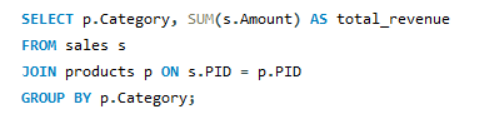 SELECT p.Category, SUM(s.Amount) AS total_revenue
FROM sales s
JOIN products p ON s.PID = p.PID
GROUP BY p.Category;